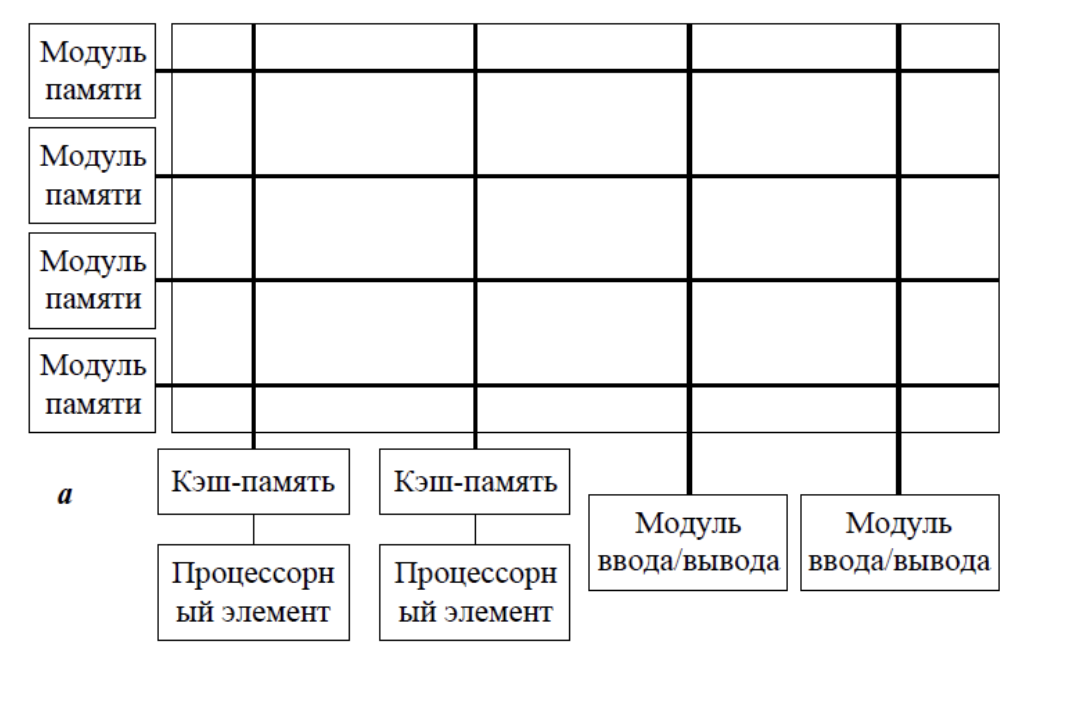 Модуль
памяти
Модуль
памяти
Модуль
памяти
Модуль
памяти
а
Кэш-память
Кэш-память
Модуль
ввода/вывода
Модуль
ввода/вывода
Процессорн
ый элемент
Процессорн
ый элемент